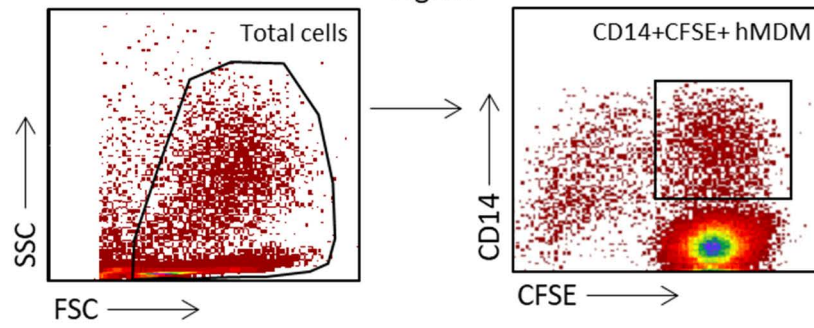 Total cells
CD14+CFSE+ hMDM
SSC
CD14
FSC
CFSE